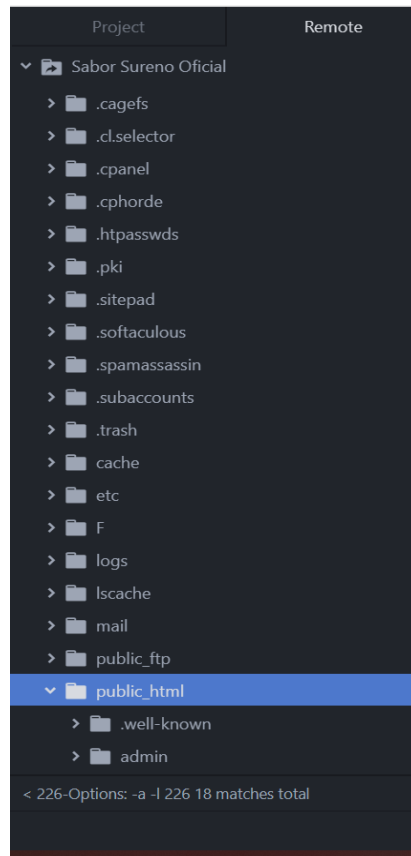 Project
Remote
Sabor Sureno Oficial
.cagefs
.cl.selector
.cpanel
.cphorde
.htpasswds
.pki
.sitepad
.softaculous
.spamassassin
.subaccounts
.trash
cache
etc
F
logs
lscache
mail
public_ftp
public_html
.well-known
admin
< 226-Options: -a -l 226 18 matches total